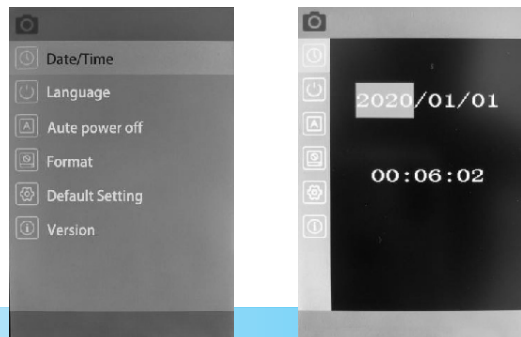 Date/Time
Language
Aute power off
Format
Default Setting
Version
2020/01/01
00:06:02